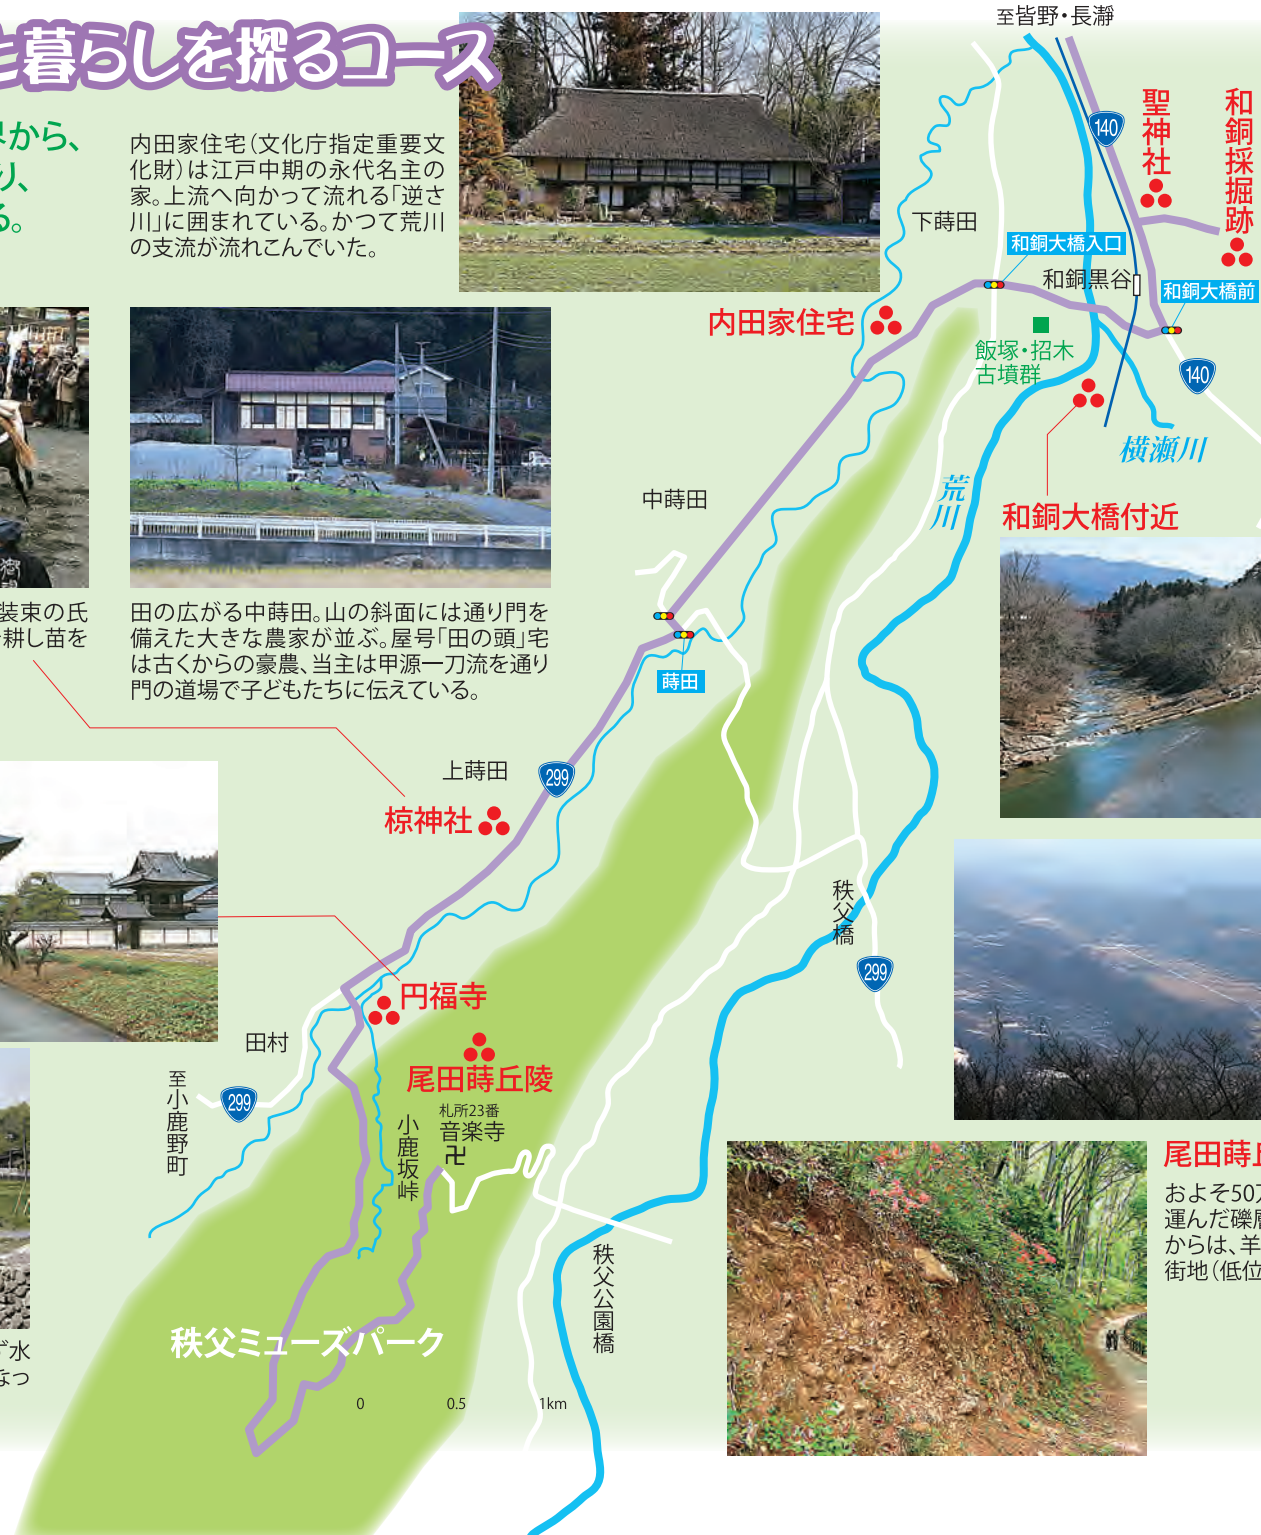 と暮らしを探るコース
界から、
り、
る。
内田家住宅（文化庁指定重要文
化財）は江戸中期の永代名主の
家。上流へ向かって流れる「逆さ
川」に囲まれている。かつて荒川
の支流が流れこんでいた。
至皆野・長瀞
140
聖神社
和銅採掘跡
下蒔田
和銅大橋入口
和銅黒谷
和銅大橋前
内田家住宅
飯塚・招木
古墳群
140
横瀬川
荒川
和銅大橋付近
中蒔田
装束の氏
耕し苗を
田の広がる中蒔田。山の斜面には通り門を
備えた大きな農家が並ぶ。屋号「田の頭」宅
は古くからの豪農、当主は甲源一刀流を通り
門の道場で子どもたちに伝えている。
蒔田
上蒔田
299
椋神社
秩父橋
299
円福寺
田村
尾田蒔丘陵
至小鹿野町
299
小鹿坂峠
札所23番
音楽寺
卍
尾田蒔丘
およそ50万
運んだ礫層
からは、羊
街地（低位
秩父公園橋
秩父ミューズパーク
ず水
なっ
0 0.5 1km